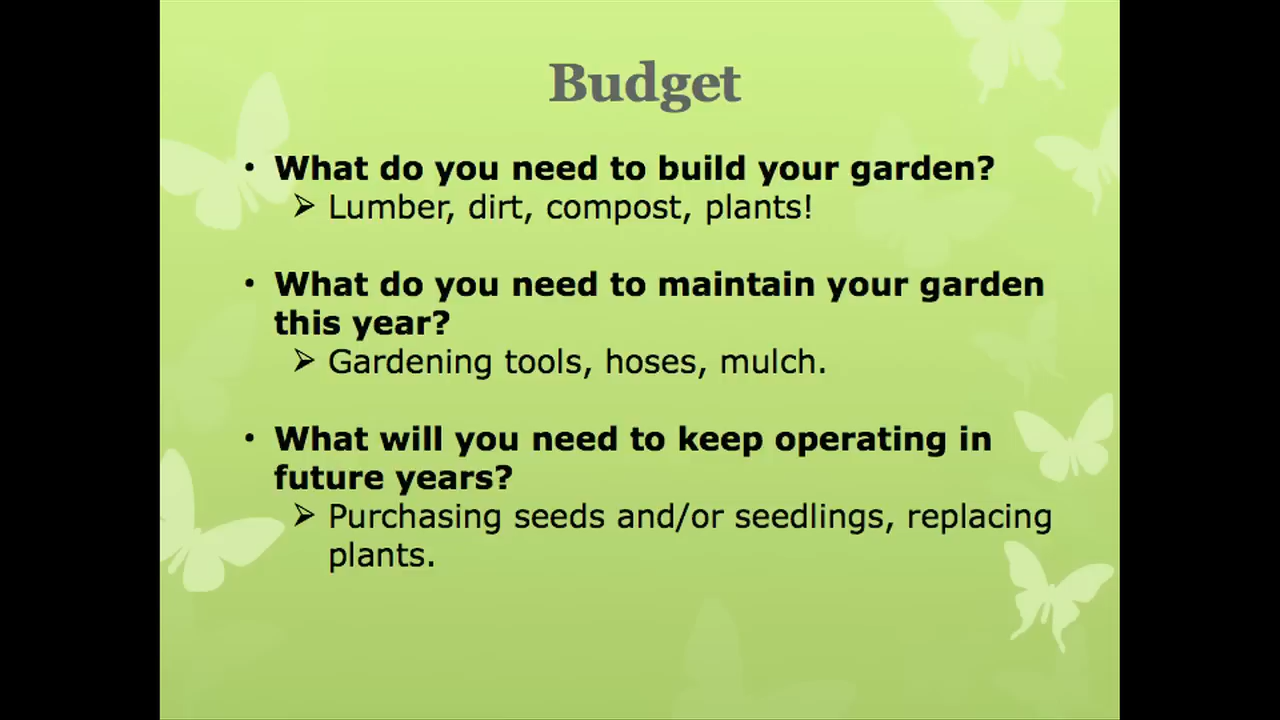 Budget
• What do you need to build your garden?
➢ Lumber, dirt, compost, plants!
• What do you need to maintain your garden
this year?
➢ Gardening tools, hoses, mulch.
• What will you need to keep operating in
future years?
➢ Purchasing seeds and/or seedlings, replacing
plants.